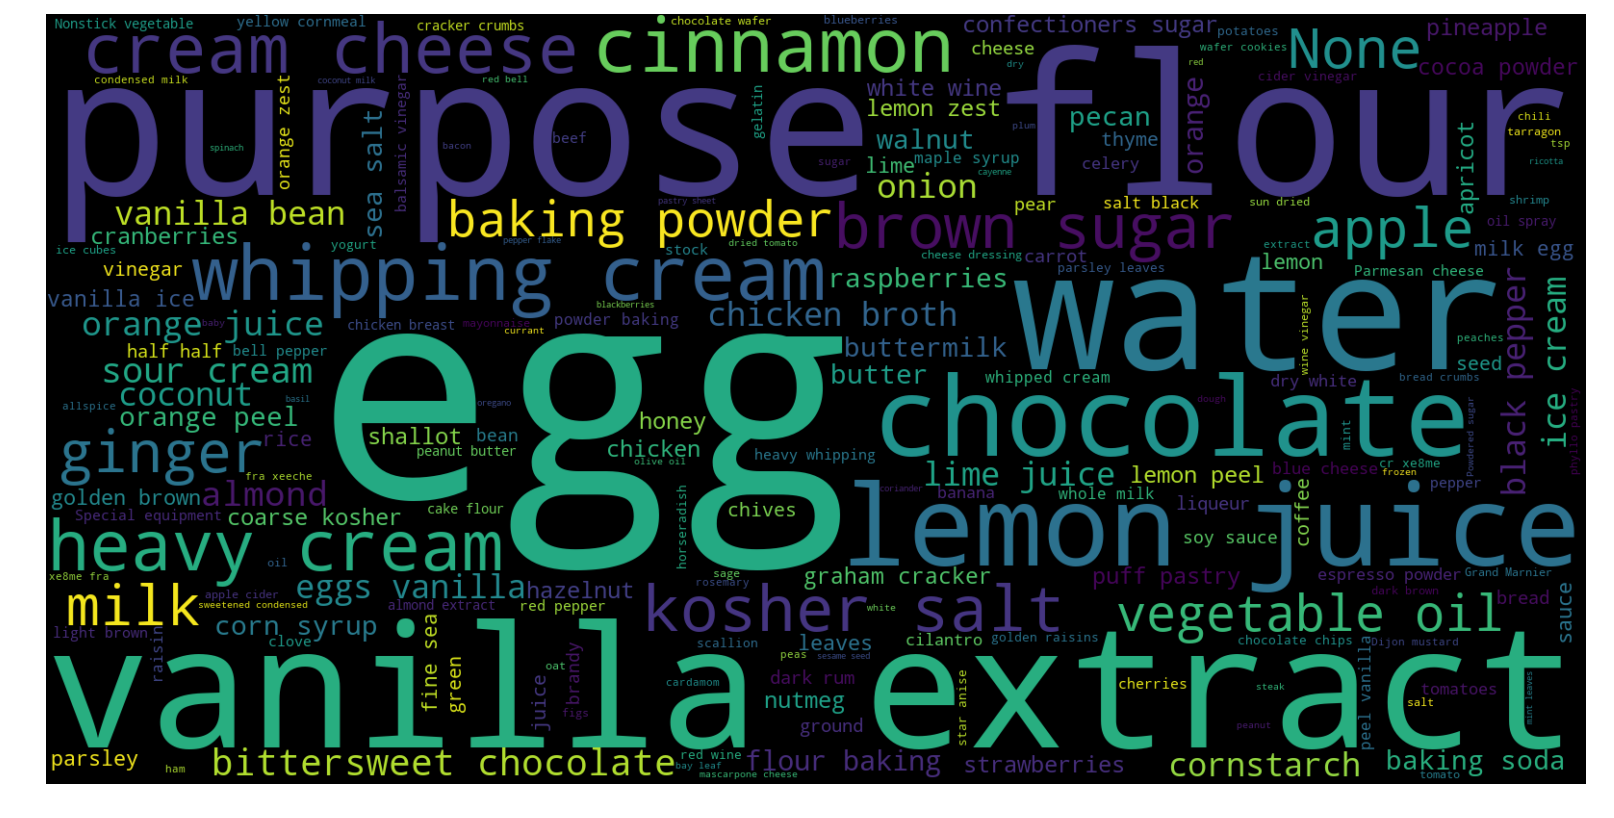 Nonstick vegetable
yellow cornmeal
cracker crumbs
chocolate wafer
blueberries
confectioners sugar
potatoes
pineapple
cream cheese
cinnamon
cheese
wafer cookies
None
cocoa powder
dry
red
condensed milk
orange zest
coconut milk
red bell
cider vinegar
purpose flour
white wine
lemon zest
pecan
orange
gelatin
balsamic vinegar
sea salt
chili
tarragon
tsp
plum
thyme
walnut
beef
bacon
spinach
sugar
lime
maple syrup
cayenne
celery
apricot
ricotta
onion
pear
salt black
sun dried
shrimp
oil spray
vanilla bean
baking powder
pastry sheet
brown sugar
apple
cranberries
ice cubes
yogurt
pepper flake
dried tomato
stock
cheese dressing
carrot
extract
lemon
milk egg
vinegar
whipping cream
raspberries
parsley leaves
Parmesan cheese
water
vanilla ice
blackberries
orange juice
baby
chicken breast
mayonnaise
currant
powder baking
chicken broth
wine vinegar
black pepper
ice cream
peaches
half half
bell pepper
buttermilk
seed
sour cream
egg
butter
whipped cream
dry white
bread crumbs
coconut
allspice
basil
oregano
chocolate
dough
orange peel
honey
mint
Powdered sugar
phyllo pastry
ginger
rice
shallot
bean
peanut butter
chicken
olive oil
heavy whipping
fra xeeche
lime juice
lemon peel
blue cheese
cr xe8me
frozen
pepper
golden brown
almond
coriander
banana
whole milk
liqueur
coffee
Special equipment
coarse kosher
cake flour
horseradish
chives
lemon juice
soy sauce
heavy cream
oil
sage
xe8me fra
apple cider
eggs vanilla
hazelnut
rosemary
graham cracker
puff pastry
espresso powder
Grand Marnier
dark brown
bread
sauce
milk
sweetened condensed
almond extract
red pepper
kosher salt
white
vegetable oil
light brown
raisin
corn syrup
clove
fine sea
green
scallion
leaves
cilantro
golden raisins
chocolate chips
Dijon mustard
peas
sesame seed
vanilla extract
oat
juice
brandy
figs
cardamom
dark rum
nutmeg
ground
star anise
cherries
steak
peanut
peel vanilla
tomatoes
salt
mint leaves
parsley
ham
bittersweet chocolate
red wine
bay leaf
mascarpone cheese
flour baking
strawberries
cornstarch
baking soda
tomato